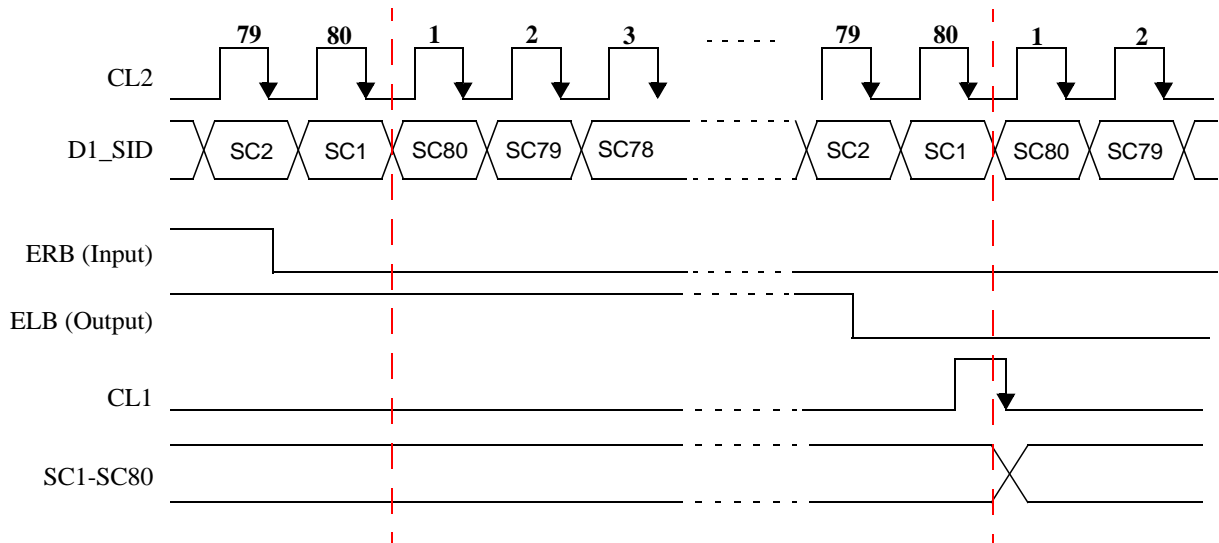 79 80 1 2 3 79 80 1 2
CL2
D1_SID SC2 SC1 SC80 SC79 SC78 SC2 SC1 SC80 SC79
ERB (Input)
ELB (Output)
CL1
SC1-SC80